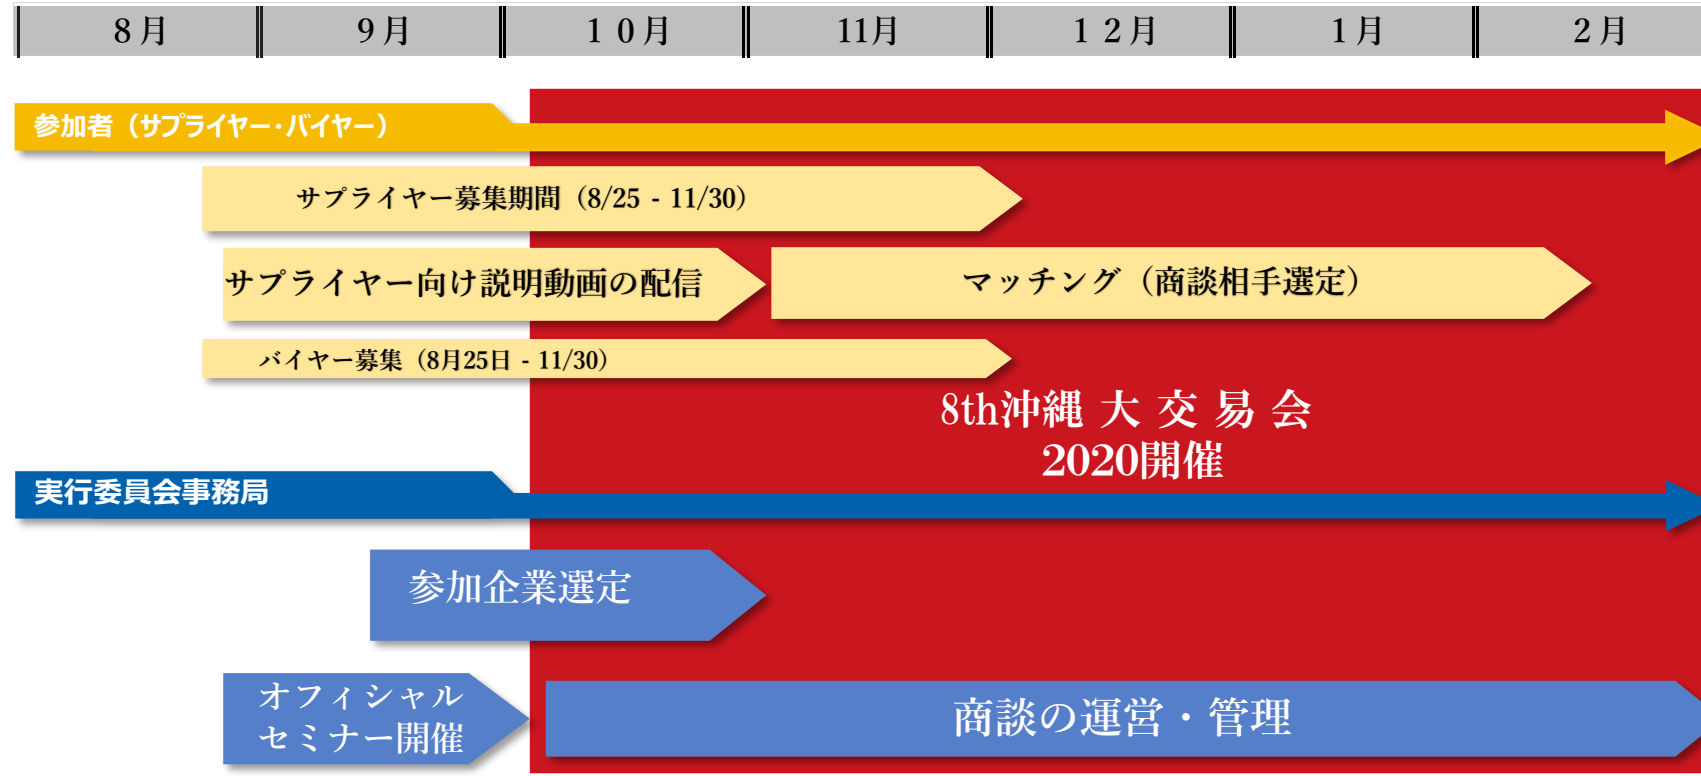 8月 9月 10月 11月 12月 1月 2月
参加者（サプライヤー・バイヤー）
サプライヤー募集期間（8/25 - 11/30）
サプライヤー向け説明動画の配信
マッチング（商談相手選定）
バイヤー募集（8月25日 - 11/30）
8th沖縄大交易会
2020開催
実行委員会事務局
参加企業選定
オフィシャル
セミナー開催
商談の運営・管理